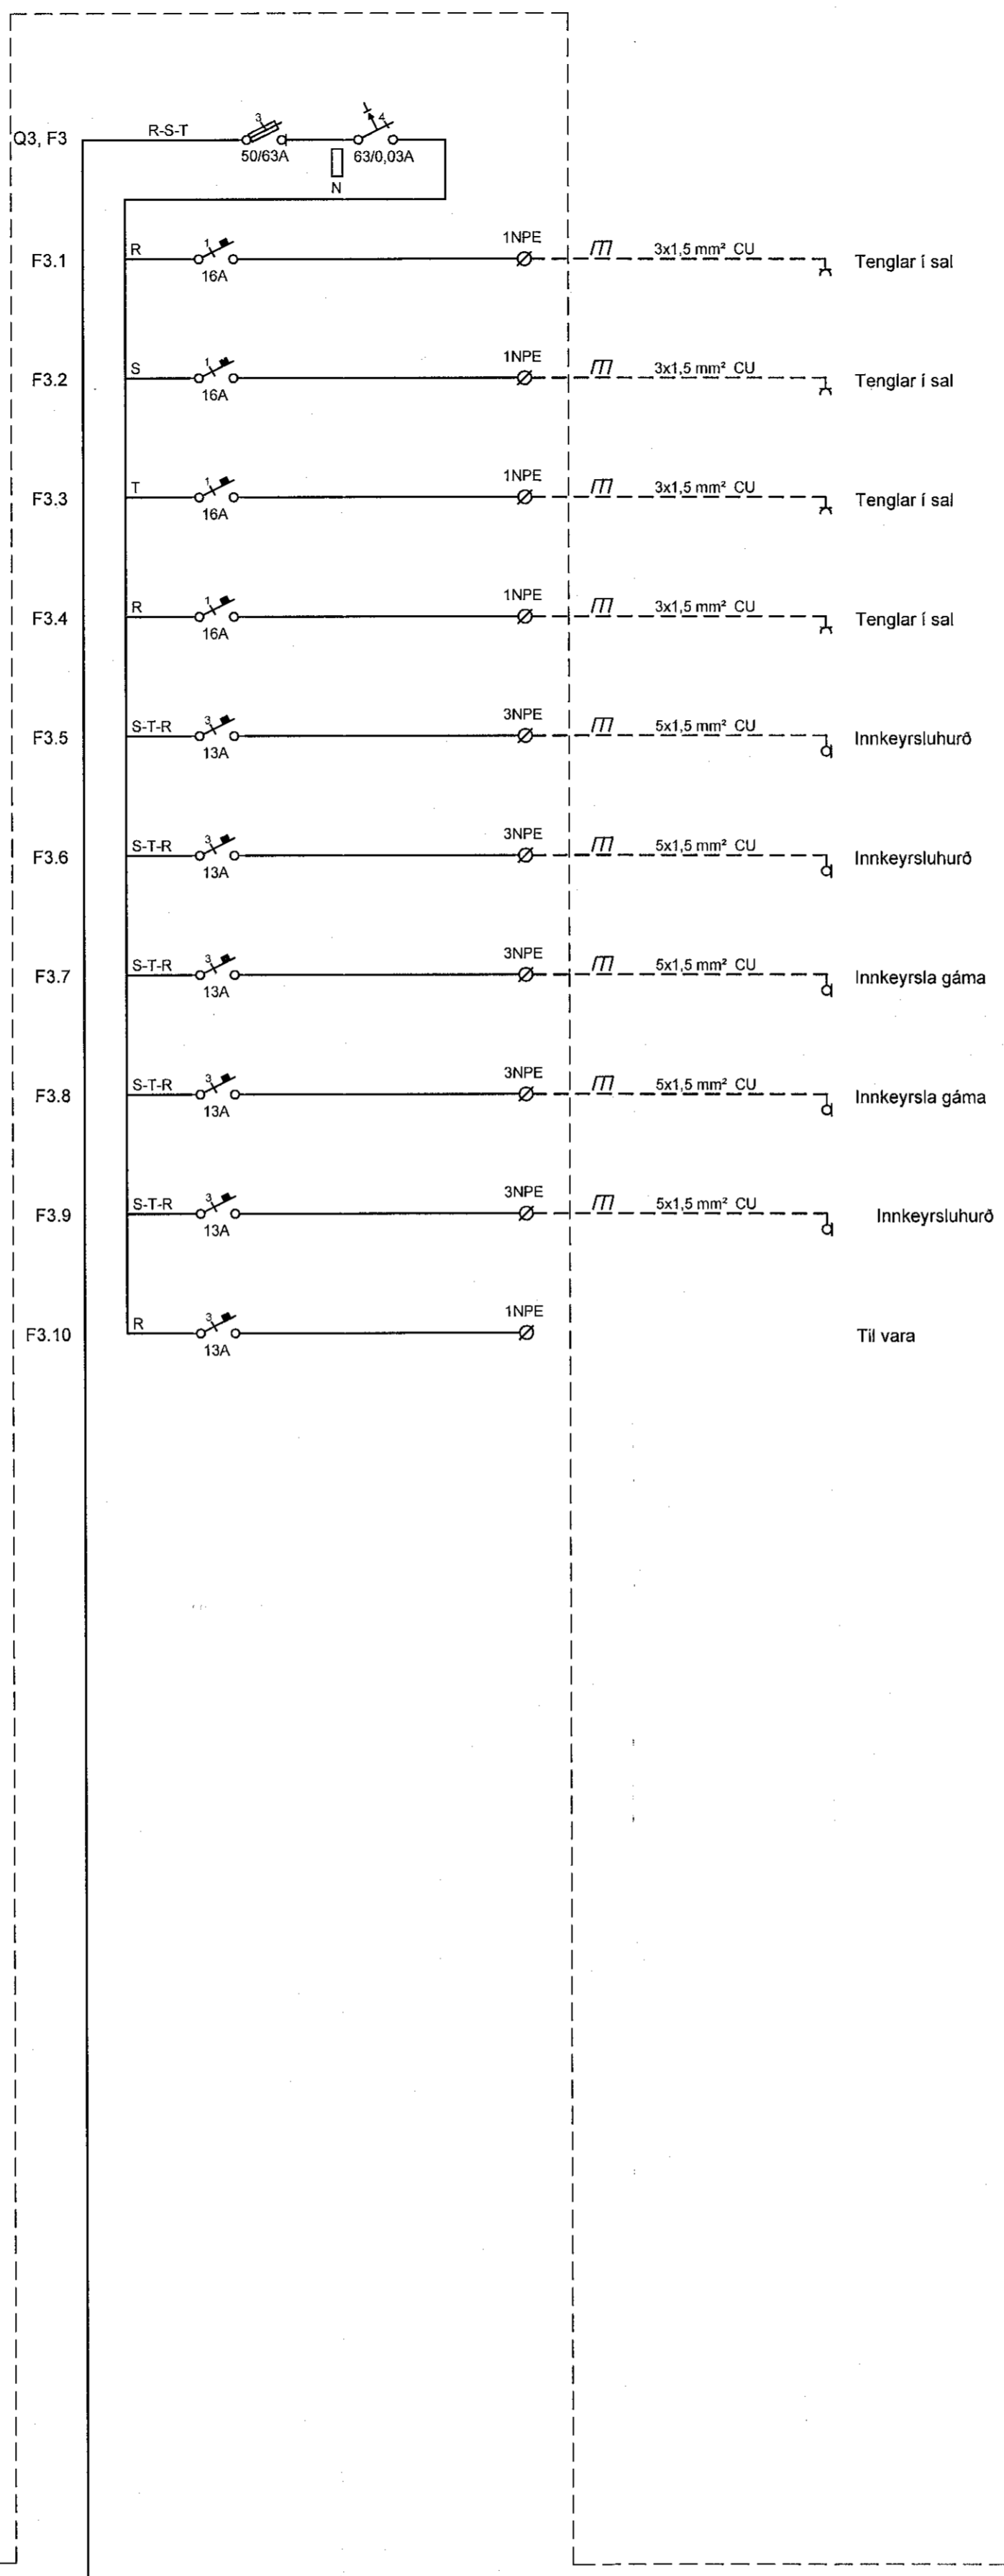 Q3, F3 R-S-T 3 4
50/63A 63/0,03A
N
F3.1 R 1 16A 1NPE 3x1,5 mm² CU Tenglar í sal
F3.2 S 1 16A 1NPE 3x1,5 mm² CU Tenglar í sal
F3.3 T 1 16A 1NPE 3x1,5 mm² CU Tenglar í sal
F3.4 R 1 16A 1NPE 3x1,5 mm² CU Tenglar í sal
F3.5 S-T-R 3 13A 3NPE 5x1,5 mm² CU Innkeyrsluhurð
F3.6 S-T-R 3 13A 3NPE 5x1,5 mm² CU Innkeyrsluhurð
F3.7 S-T-R 3 13A 3NPE 5x1,5 mm² CU Innkeyrsla gáma
F3.8 S-T-R 3 13A 3NPE 5x1,5 mm² CU Innkeyrsla gáma
F3.9 S-T-R 3 13A 3NPE 5x1,5 mm² CU Innkeyrsluhurð
F3.10 R 3 13A 1NPE Til vara